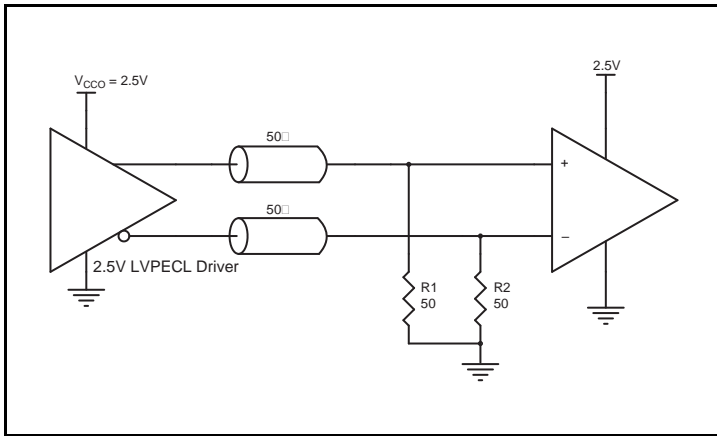 V_CCO = 2.5V
2.5V
50□
+
50□
–
2.5V LVPECL Driver
R1
50
R2
50